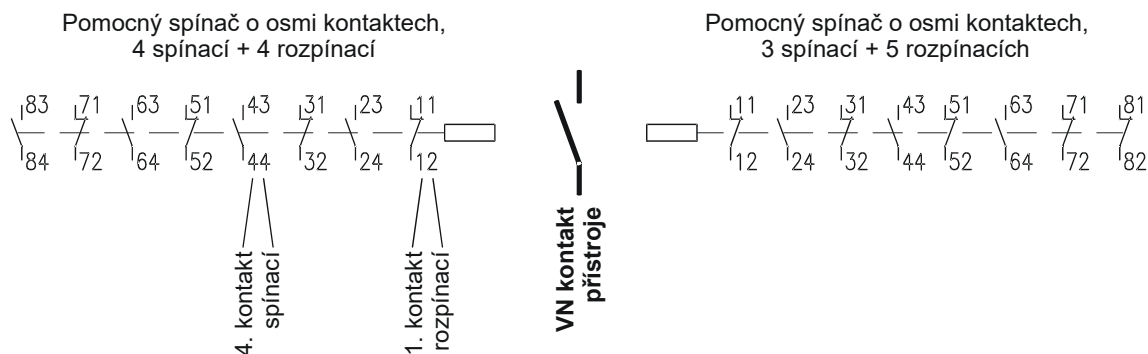 Pomocný spínač o osmi kontaktech,
4 spínací + 4 rozpínací
83 71 63 51 43 31 23 11
84 72 64 52 44 32 24 12
4. kontakt
spínací
1. kontakt
rozpínací
VN kontakt
přístroje
Pomocný spínač o osmi kontaktech,
3 spínací + 5 rozpínacích
11 23 31 43 51 63 71 81
12 24 32 44 52 64 72 82